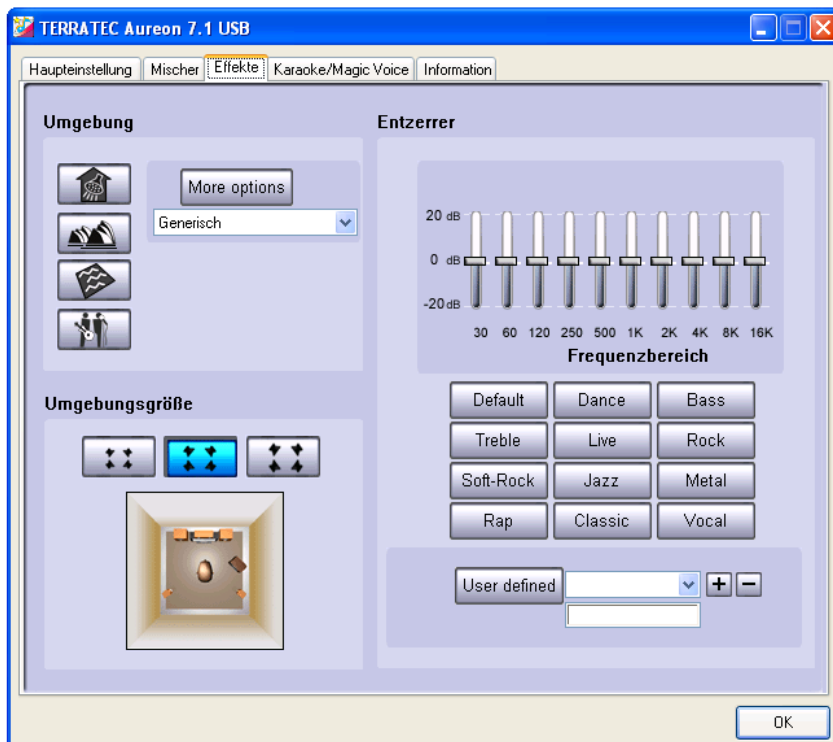 TERRATEC Aureon 7.1 USB
Haupteinstellung Mischer Effekte Karaoke/Magic Voice Information
Umgebung
More options
Generisch
Umgebungsgröße
Entzerrer
20 dB
0 dB
-20 dB
30 60 120 250 500 1K 2K 4K 8K 16K
Frequenzbereich
Default Dance Bass
Treble Live Rock
Soft-Rock Jazz Metal
Rap Classic Vocal
User defined
OK